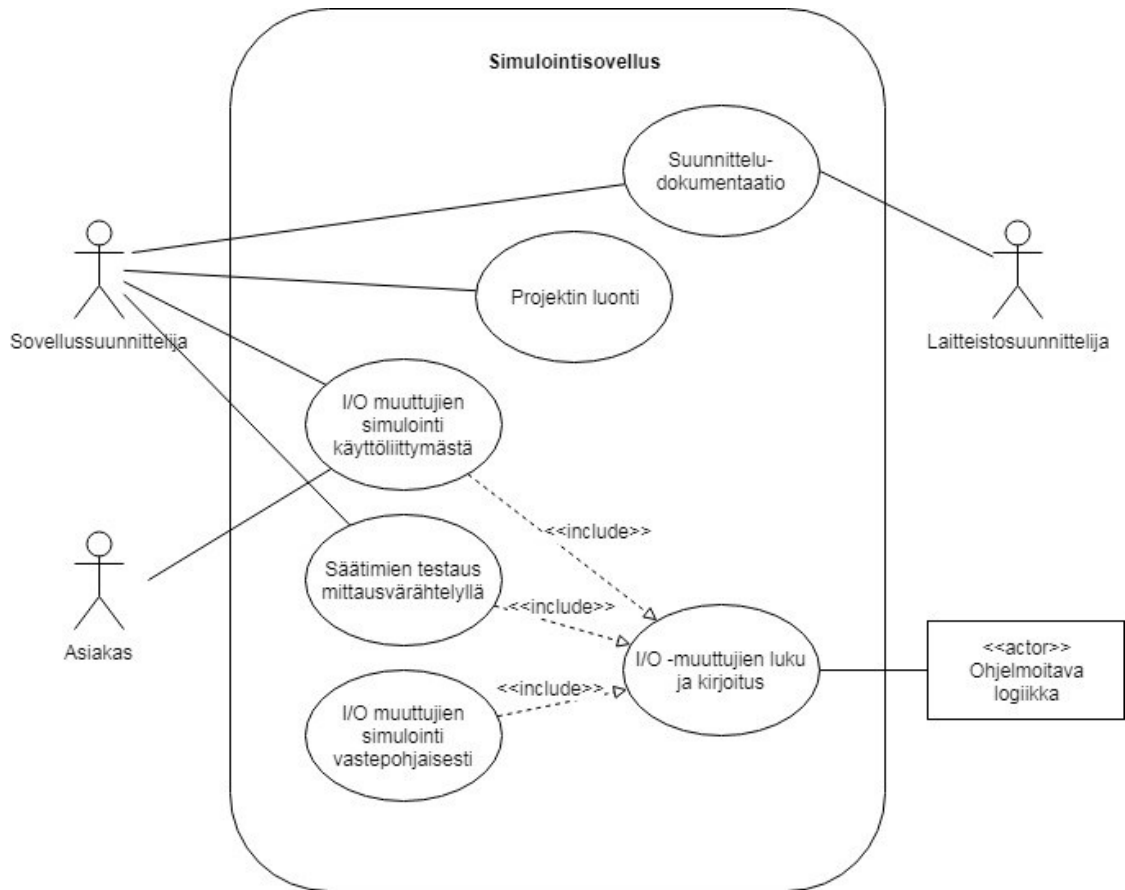 Simulointisovellus
Suunnittelu-
dokumentaatio
Sovellussuunnittelija
Projektin luonti
Laitteistosuunnittelija
I/O muuttujien
simulointi
käyttöliittymästä
<<include>>
Asiakas
Säätimien testaus
mittausvärähtelyllä
<<include>>
I/O muuttujien
simulointi
vastepohjaisesti
<<include>>
I/O -muuttujien luku
ja kirjoitus
<<actor>>
Ohjelmoitava
logiikka